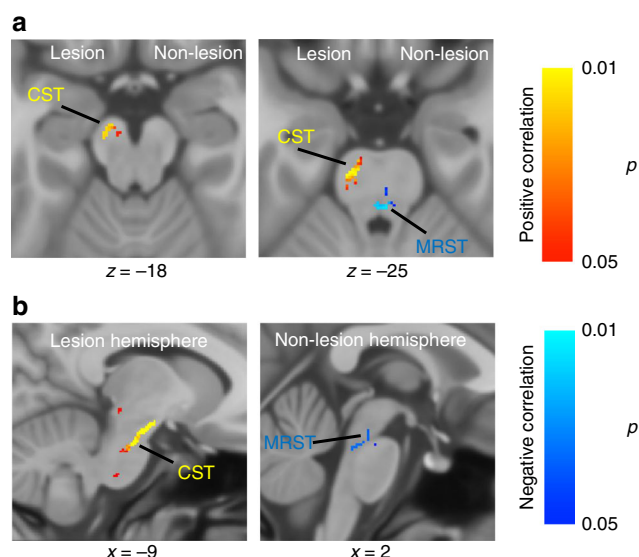 a
Lesion Non-lesion
CST
z = –18
Lesion Non-lesion
CST
MRST
z = –25
0.01
Positive correlation
p
0.05
b
Lesion hemisphere
CST
x = –9
Non-lesion hemisphere
MRST
x = 2
0.01
Negative correlation
p
0.05